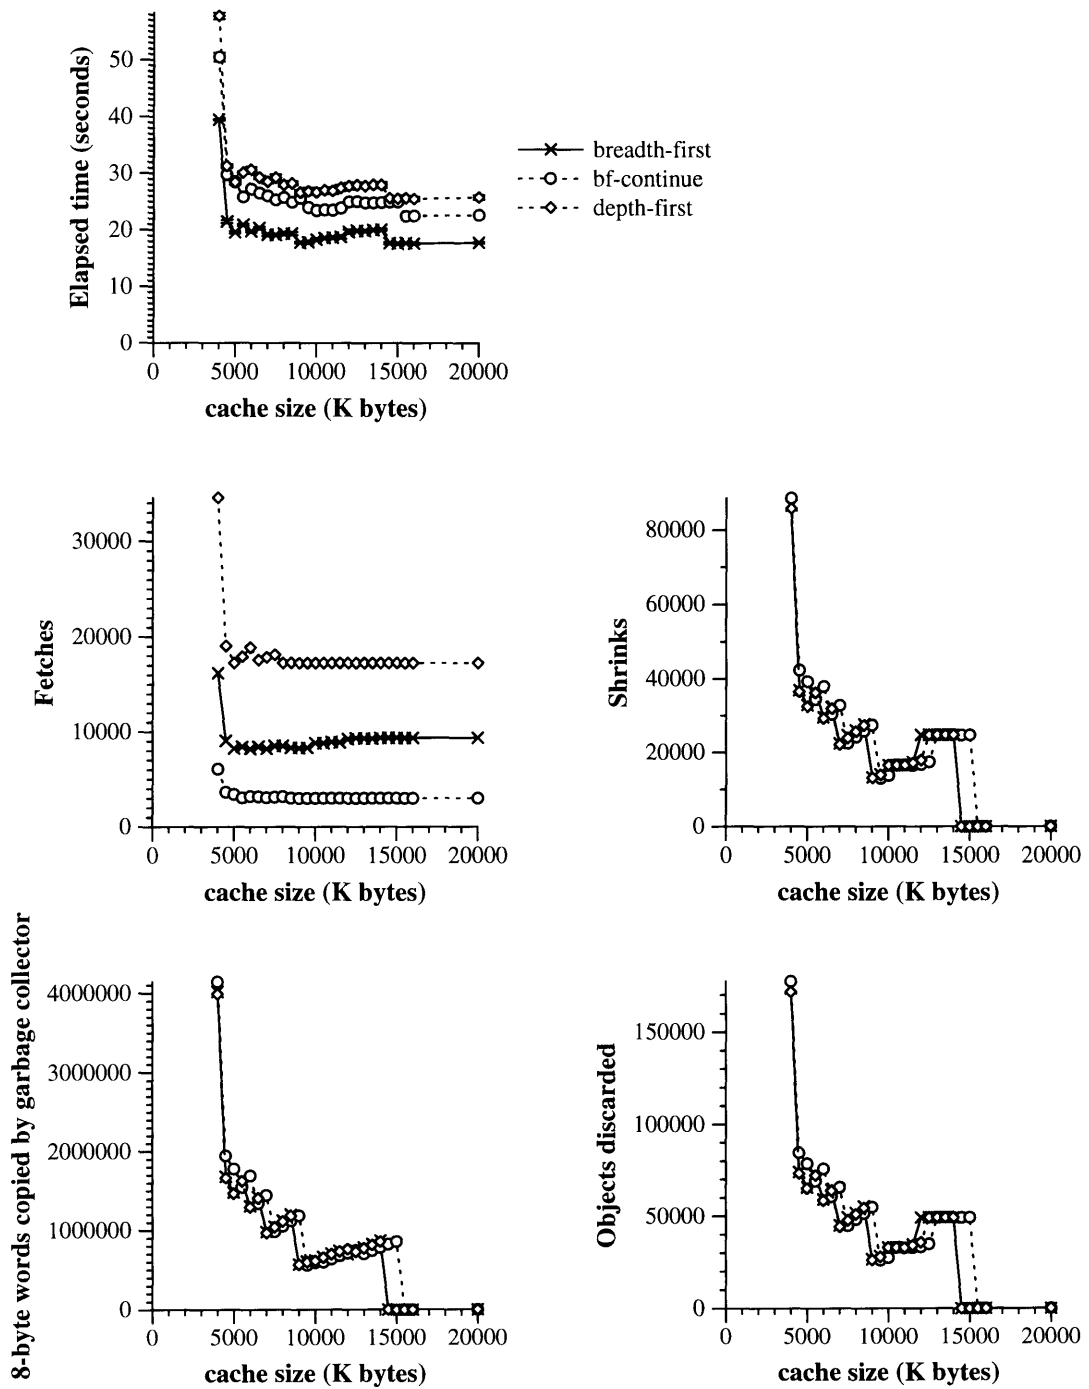 50
40
30
20
10
0
Elapsed time (seconds)
0 5000 10000 15000 20000
cache size (K bytes)
breadth-first
bf-continue
depth-first
30000
20000
10000
0
Fetches
0 5000 10000 15000 20000
cache size (K bytes)
80000
60000
40000
20000
0
Shrinks
0 5000 10000 15000 20000
cache size (K bytes)
4000000
3000000
2000000
1000000
0
8-byte words copied by garbage collector
0 5000 10000 15000 20000
cache size (K bytes)
150000
100000
50000
0
Objects discarded
0 5000 10000 15000 20000
cache size (K bytes)